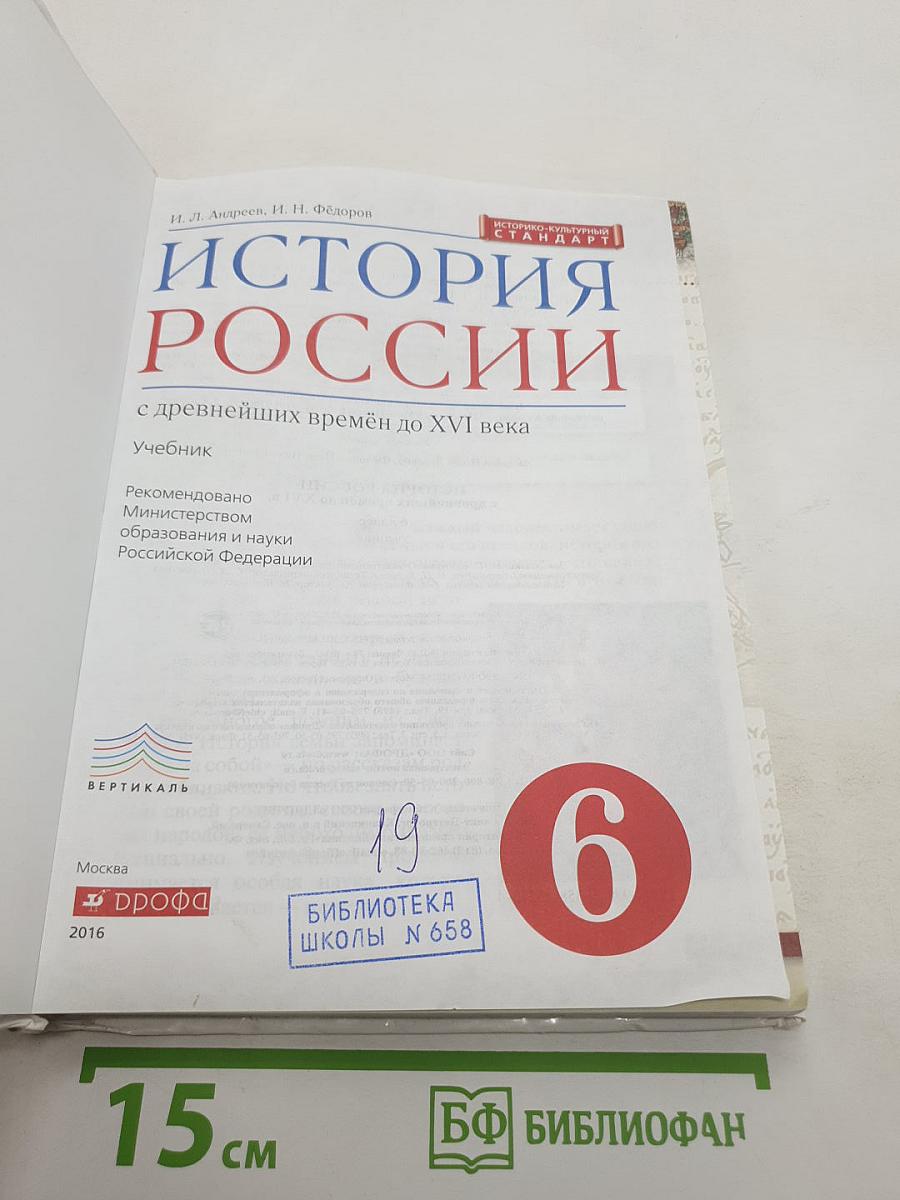 И. Л. Андреев, И. Н. Фёдоров
ИСТОРИКО-КУЛЬТУРНЫЙ
СТАНДАРТ
ИСТОРИЯ
РОССИИ
с древнейших времён до XVI века
Учебник
Рекомендовано
Министерством
образования и науки
Российской Федерации
ВЕРТИКАЛЬ
19
6
Москва
дрофа
2016
БИБЛИОТЕКА
ШКОЛЫ N 658
15 см
БФ БИБЛИОФАН